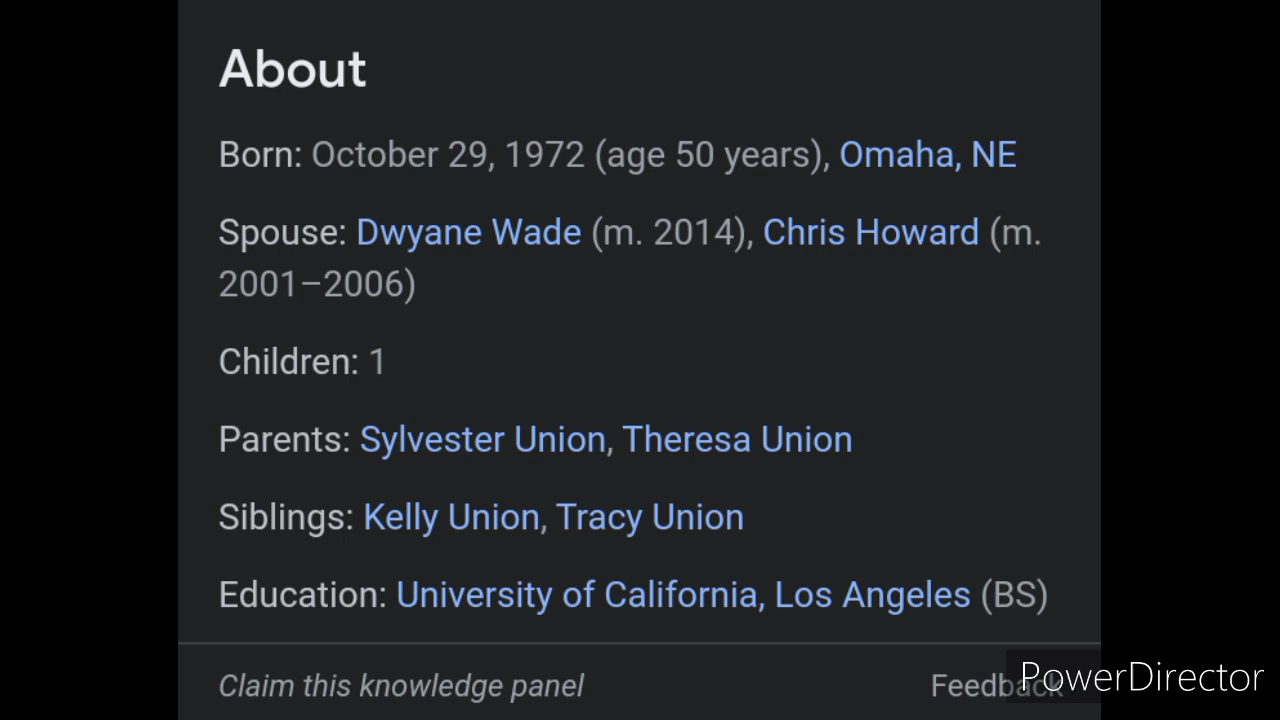 About
Born: October 29, 1972 (age 50 years), Omaha, NE
Spouse: Dwyane Wade (m. 2014), Chris Howard (m.
2001–2006)
Children: 1
Parents: Sylvester Union, Theresa Union
Siblings: Kelly Union, Tracy Union
Education: University of California, Los Angeles (BS)
Claim this knowledge panel
Feedback
PowerDirector